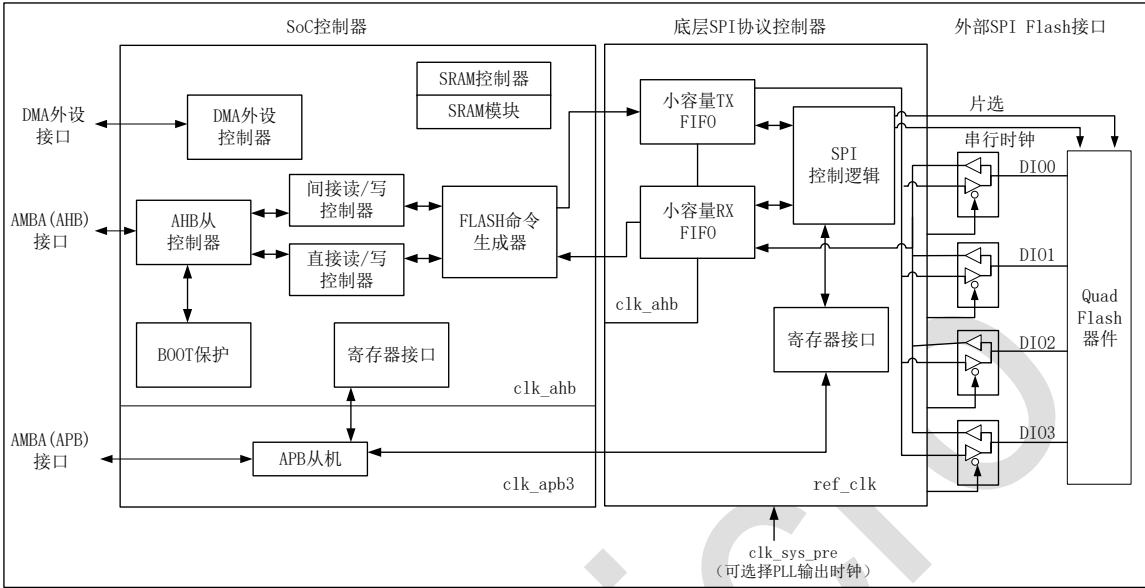 SoC控制器
底层SPI协议控制器
外部SPI Flash接口
DMA外设
接口
DMA外设
控制器
SRAM控制器
SRAM模块
小容量TX
FIFO
SPI
控制逻辑
片选
串行时钟
DIO0
AMBA(AHB)
接口
AHB从
控制器
间接读/写
控制器
直接读/写
控制器
FLASH命令
生成器
小容量RX
FIFO
DIO1
Quad
Flash
器件
clk_ahb
BOOT保护
寄存器接口
寄存器接口
DIO2
clk_ahb
AMBA(APB)
接口
APB从机
clk_apb3
ref_clk
DIO3
clk_sys_pre
(可选择PLL输出时钟)